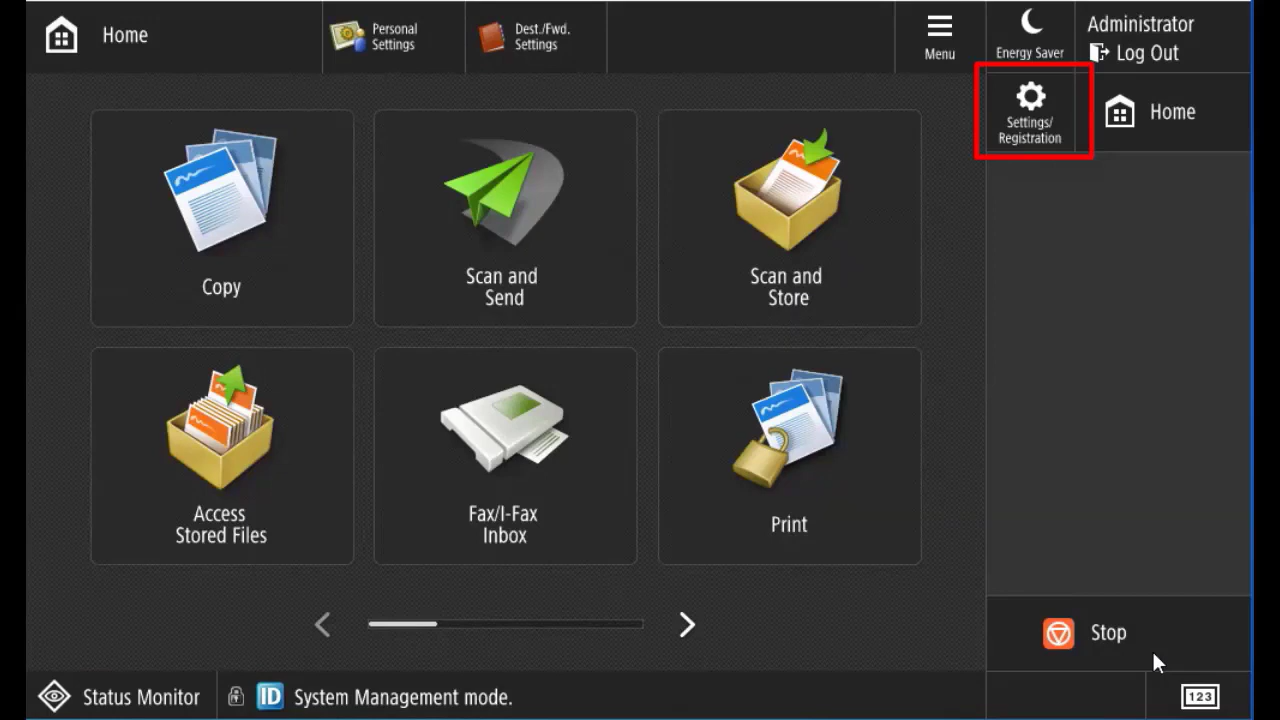 Home
Personal
Settings
Dest./Fwd.
Settings
Menu
Energy Saver
Administrator
Log Out
Settings/
Registration
Home
Copy
Scan and
Send
Scan and
Store
Access
Stored Files
Fax/I-Fax
Inbox
Print
Stop
Status Monitor
ID
System Management mode.
123